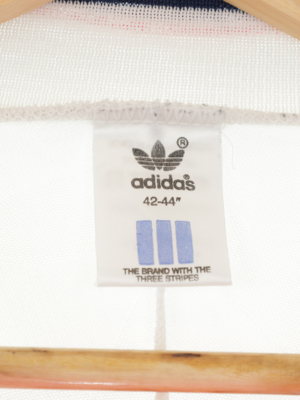 ®
adidas®
42-44"
THE BRAND WITH THE
THREE STRIPES